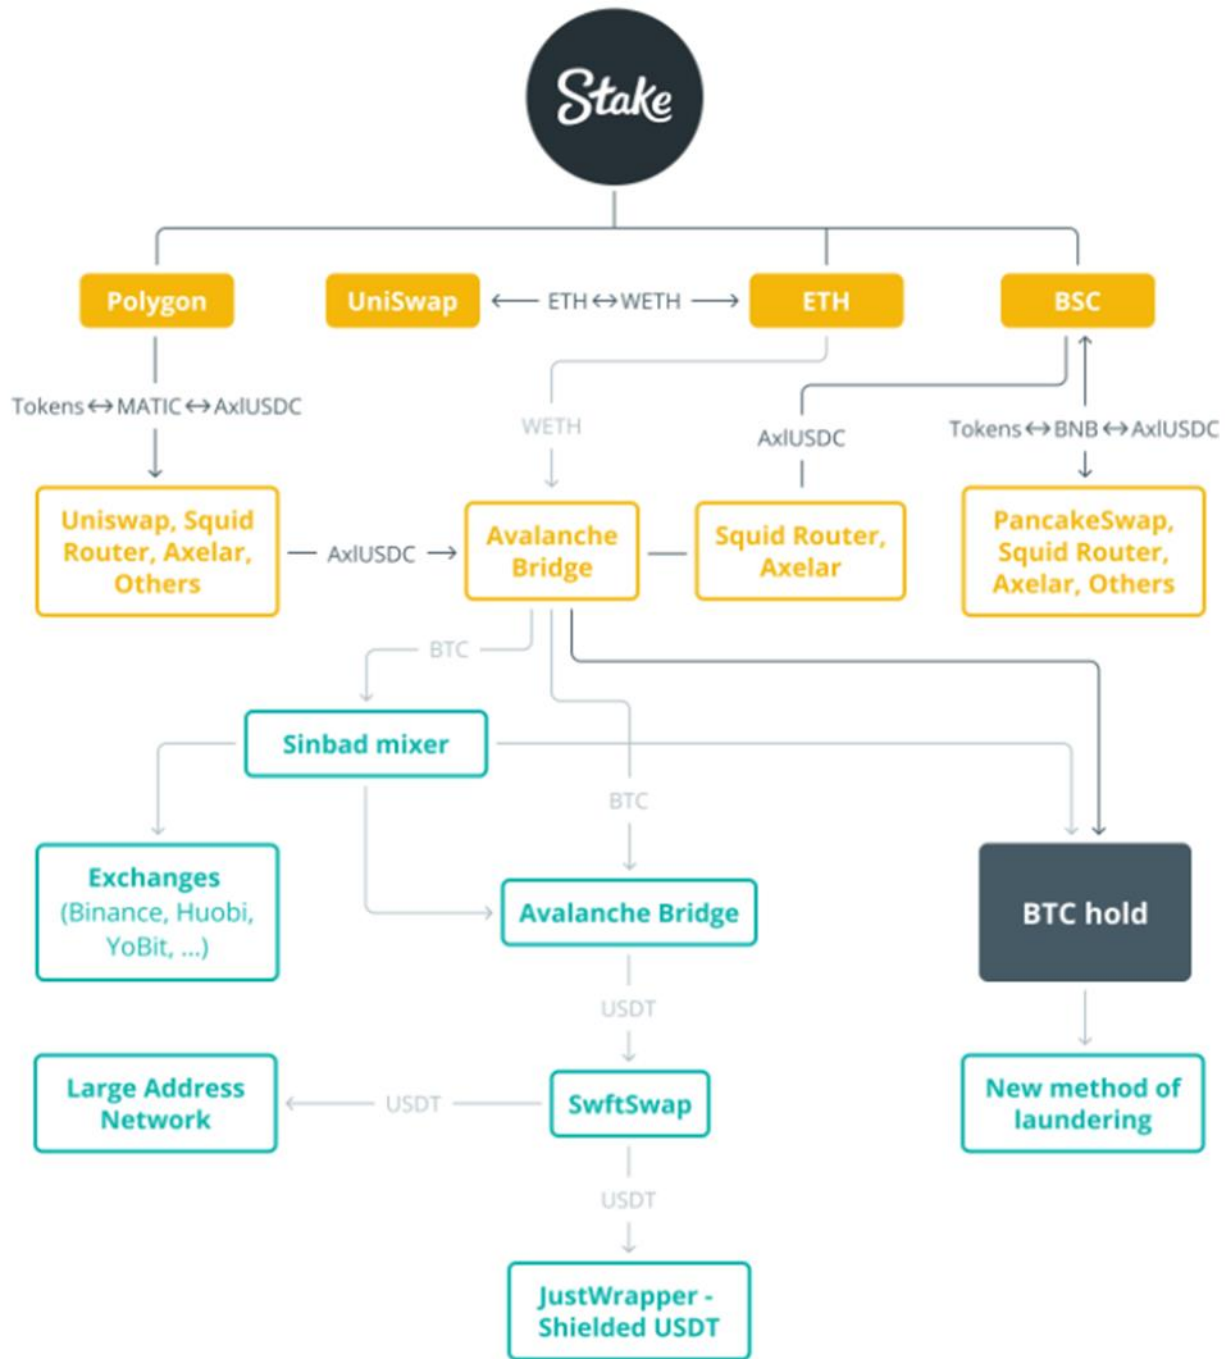 Stake
Polygon
UniSwap
ETH↔WETH
ETH
BSC
Tokens↔MATIC↔AxlUSDC
WETH
AxlUSDC
Tokens↔BNB↔AxlUSDC
Uniswap, Squid
Router, Axelar,
Others
AxlUSDC
Avalanche
Bridge
Squid Router,
Axelar
PancakeSwap,
Squid Router,
Axelar, Others
BTC
Sinbad mixer
BTC
Exchanges
(Binance, Huobi,
YoBit, ...)
Avalanche Bridge
BTC hold
USDT
Large Address
Network
USDT
SwftSwap
New method of
laundering
USDT
JustWrapper -
Shielded USDT